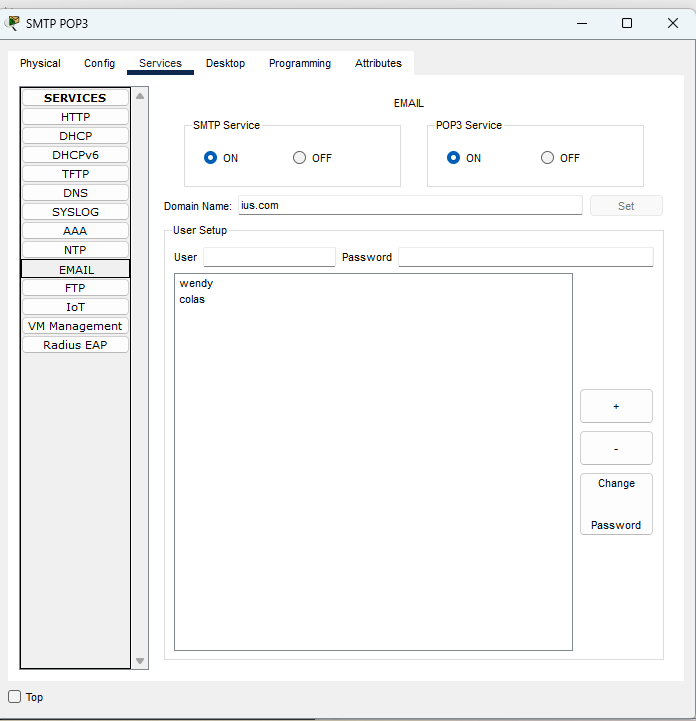 SMTP POP3
Physical Config Services Desktop Programming Attributes
SERVICES
HTTP
DHCP
DHCPv6
TFTP
DNS
SYSLOG
AAA
NTP
EMAIL
FTP
IoT
VM Management
Radius EAP
EMAIL
SMTP Service
ON OFF
POP3 Service
ON OFF
Domain Name: ius.com Set
User Setup
User Password
wendy
colas
+
-
Change
Password
Top